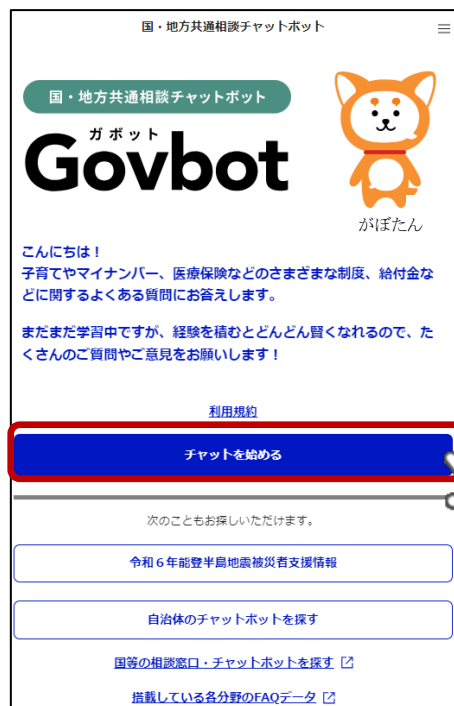 国・地方共通相談チャットボット
国・地方共通相談チャットボット
ガボット
Govbot
がぼたん
こんにちは！
子育てやマイナンバー、医療保険などのさまざまな制度、給付金な
どに関するよくある質問にお答えします。
まだまだ学習中ですが、経験を積むとどんどん賢くなれるので、た
くさんのご質問やご意見をお願いします！
利用規約
チャットを始める
次のこともお探しいただけます。
令和６年能登半島地震被災者支援情報
自治体のチャットボットを探す
国等の相談窓口・チャットボットを探す
搭載している各分野のFAQデータ